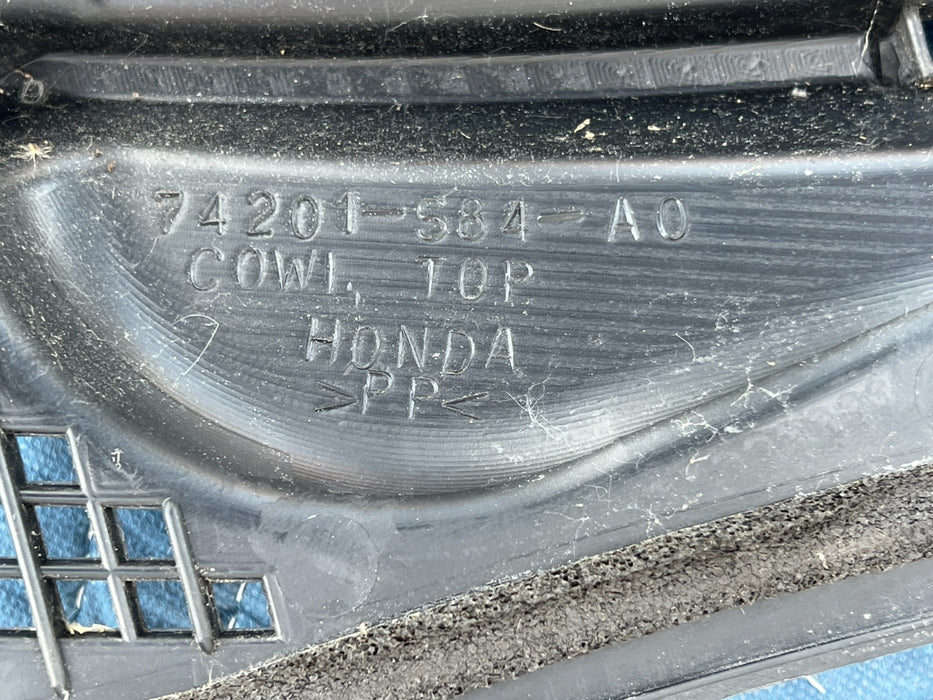 74201-S84-A0
COWL, TOP
HONDA
>PP<